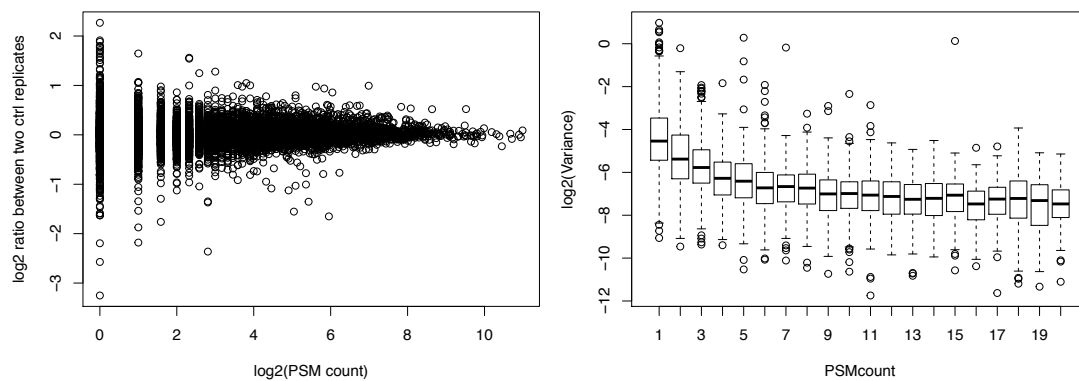 log2 ratio between two ctrl replicates
2
1
0
−1
−2
−3
0 2 4 6 8 10
log2(PSM count)
log2(Variance)
0
−2
−4
−6
−8
−10
−12
1 3 5 7 9 11 13 15 17 19
PSMcount